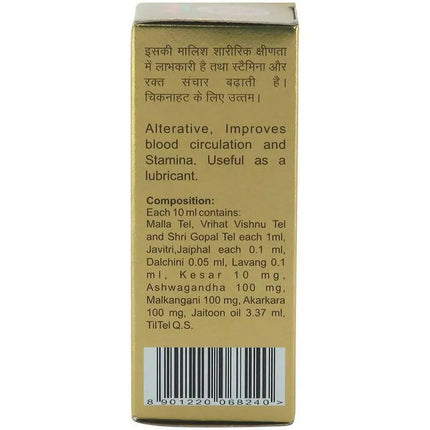 इसकी मालिश शारीरिक क्षीणता
में लाभकारी है तथा स्टैमिना और
रक्त संचार बढ़ाती है।
चिकनाहट के लिए उत्तम।
Alterative, Improves
blood circulation and
Stamina. Useful as a
lubricant.
Composition:
Each 10 ml contains:
Malla Tel, Vrihat Vishnu Tel
and Shri Gopal Tel each 1ml,
Javitri,Jaiphal each 0.1 ml,
Dalchini 0.05 ml, Lavang 0.1
ml, Kesar 10 mg,
Ashwagandha 100 mg,
Malkangani 100 mg, Akarkara
100 mg, Jaitoon oil 3.37 ml,
TilTel Q.S.
8 901220 068240 >